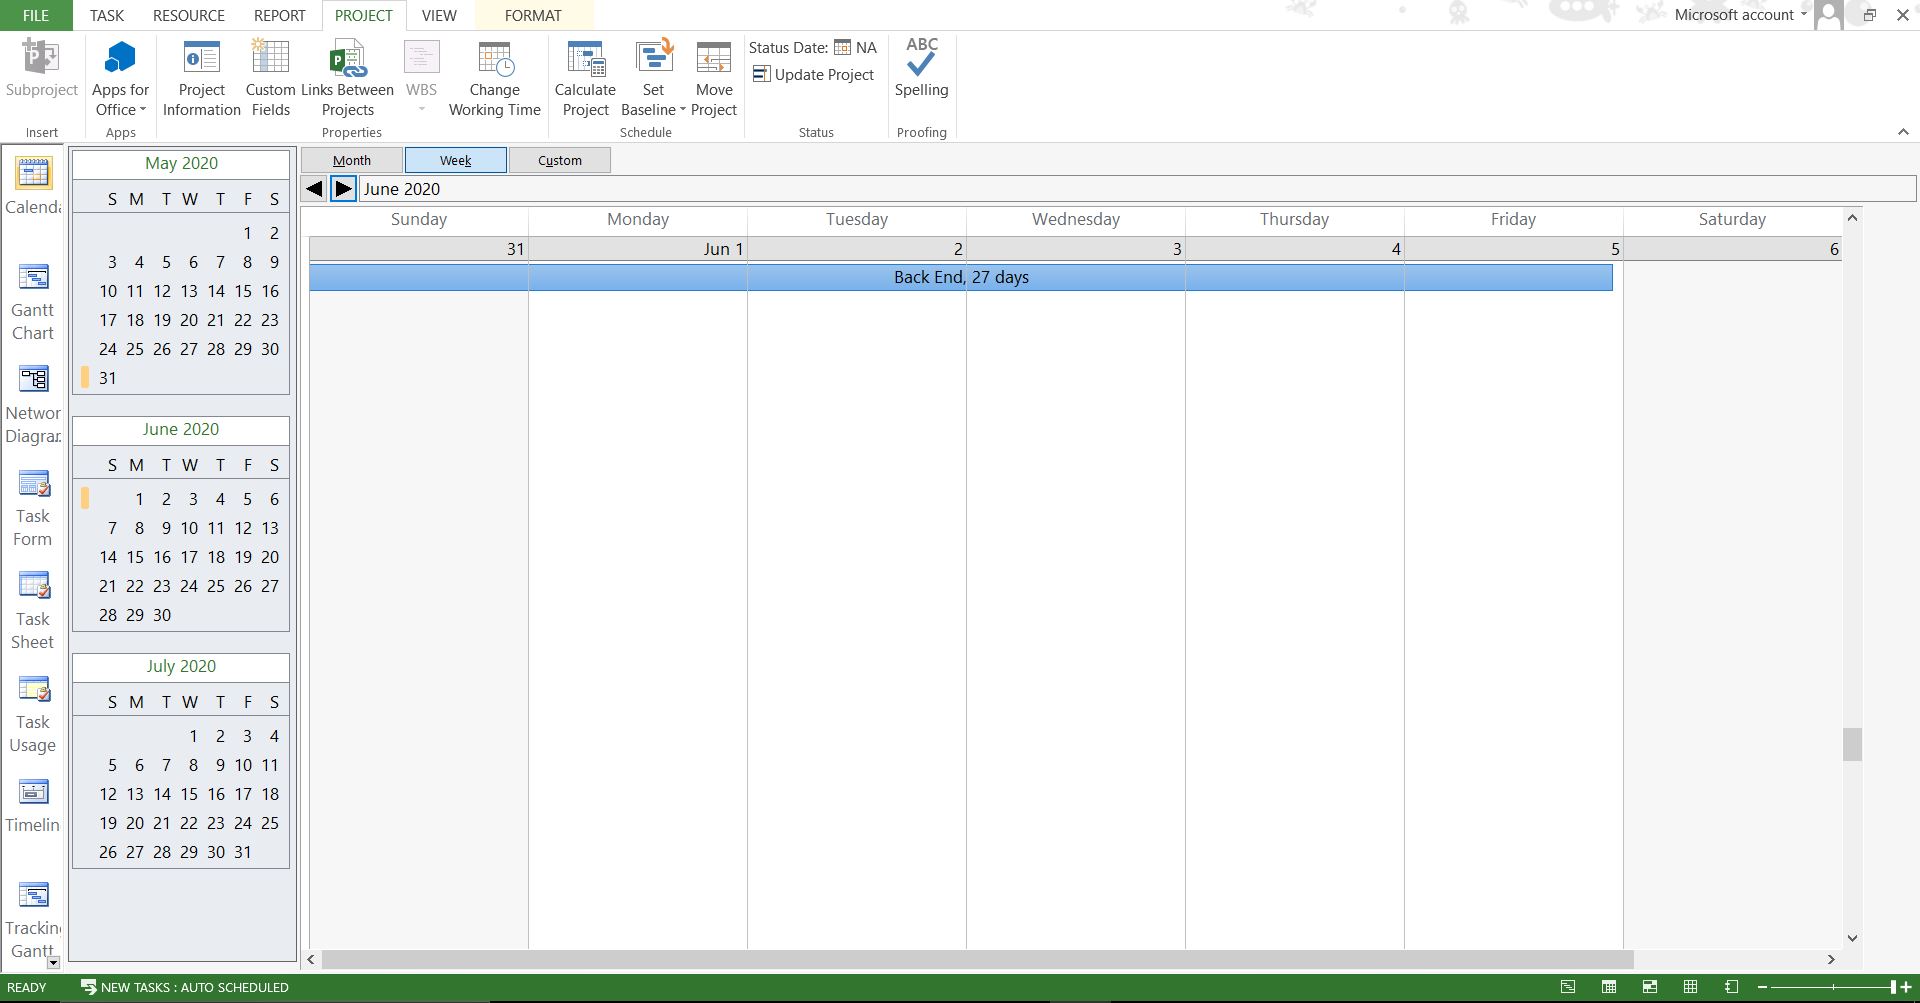 FILE TASK RESOURCE REPORT PROJECT VIEW FORMAT Microsoft account
Subproject
Apps for Office
Project Information
Custom Fields
Links Between Projects
WBS
Change Working Time
Calculate Project
Set Baseline
Move Project
Status Date: NA
Update Project
ABC
Spelling
Insert Apps Properties Schedule Status Proofing
Calenda
Gantt
Chart
Networ
Diagra
Task
Form
Task
Sheet
Task
Usage
Timelin
Tracking
Gantt
May 2020
S M T W T F S
1 2
3 4 5 6 7 8 9
10 11 12 13 14 15 16
17 18 19 20 21 22 23
24 25 26 27 28 29 30
31
June 2020
S M T W T F S
1 2 3 4 5 6
7 8 9 10 11 12 13
14 15 16 17 18 19 20
21 22 23 24 25 26 27
28 29 30
July 2020
S M T W T F S
1 2 3 4
5 6 7 8 9 10 11
12 13 14 15 16 17 18
19 20 21 22 23 24 25
26 27 28 29 30 31
Month Week Custom
June 2020
Sunday Monday Tuesday Wednesday Thursday Friday Saturday
31 Jun 1 2 3 4 5 6
Back End, 27 days
READY NEW TASKS : AUTO SCHEDULED